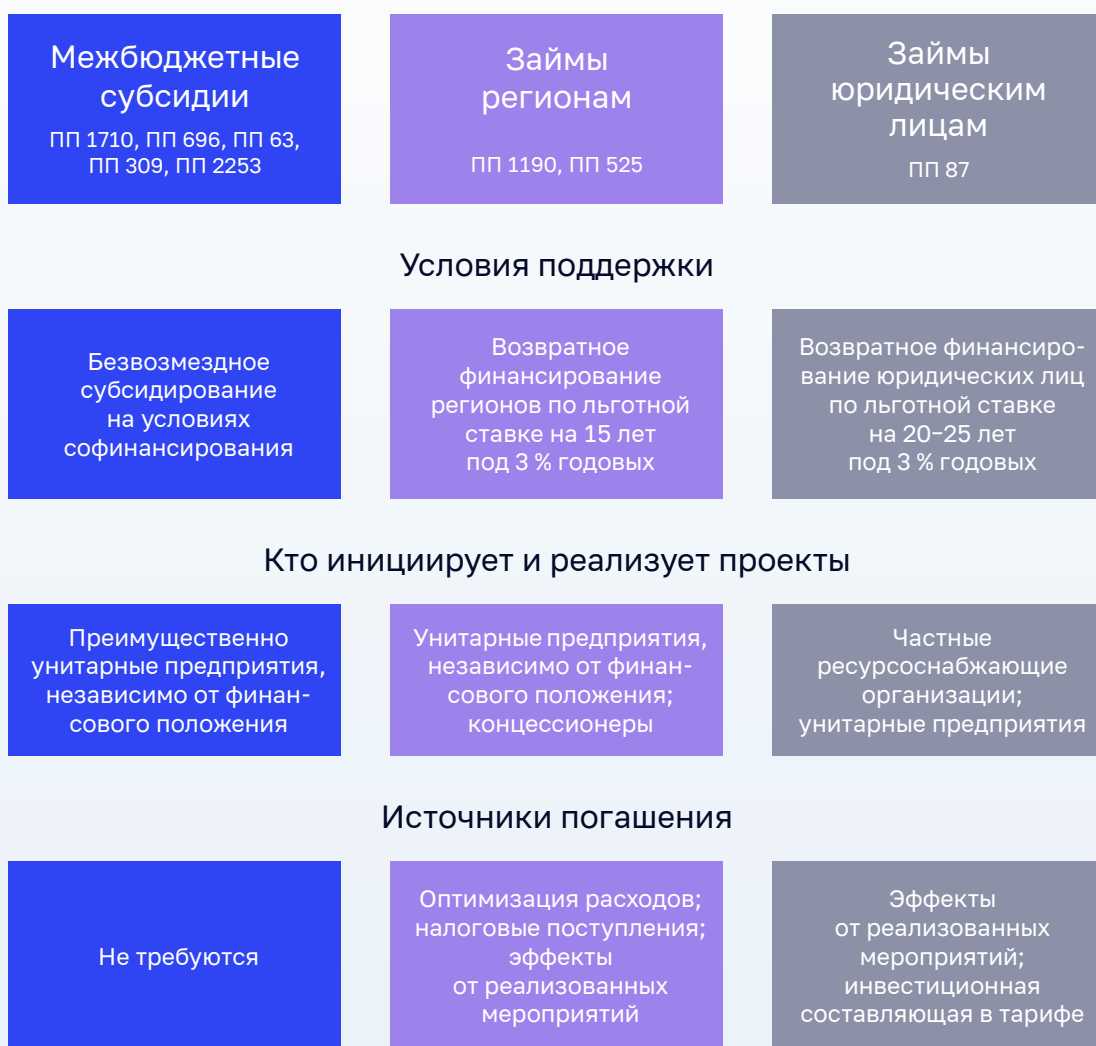 Межбюджетные
субсидии
ПП 1710, ПП 696, ПП 63,
ПП 309, ПП 2253
Займы
регионам
ПП 1190, ПП 525
Займы
юридическим
лицам
ПП 87
Условия поддержки
Безвозмездное
субсидирование
на условиях
софинансирования
Возвратное
финансирование
регионов по льготной
ставке на 15 лет
под 3 % годовых
Возвратное финансиро-
вание юридических лиц
по льготной ставке
на 20–25 лет
под 3 % годовых
Кто инициирует и реализует проекты
Преимущественно
унитарные предприятия,
независимо от финан-
сового положения
Унитарные предприятия,
независимо от финан-
сового положения;
концессионеры
Частные
ресурсоснабжающие
организации;
унитарные предприятия
Источники погашения
Не требуются
Оптимизация расходов;
налоговые поступления;
эффекты
от реализованных
мероприятий
Эффекты
от реализованных
мероприятий;
инвестиционная
составляющая в тарифе